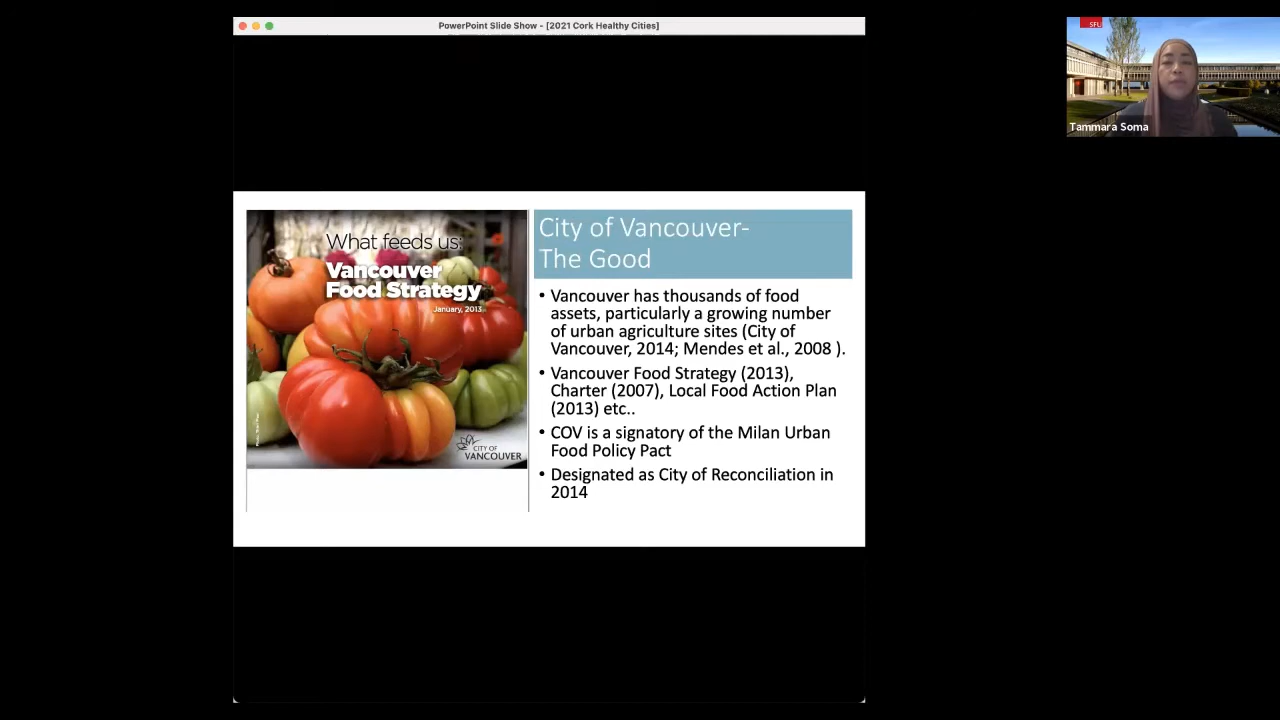 PowerPoint Slide Show - [2021 Cork Healthy Cities]
SFU
Tammara Soma
What feeds us:
Vancouver
Food Strategy
January, 2013
CITY OF
VANCOUVER
City of Vancouver-
The Good
• Vancouver has thousands of food
assets, particularly a growing number
of urban agriculture sites (City of
Vancouver, 2014; Mendes et al., 2008 ).
• Vancouver Food Strategy (2013),
Charter (2007), Local Food Action Plan
(2013) etc..
• COV is a signatory of the Milan Urban
Food Policy Pact
• Designated as City of Reconciliation in
2014